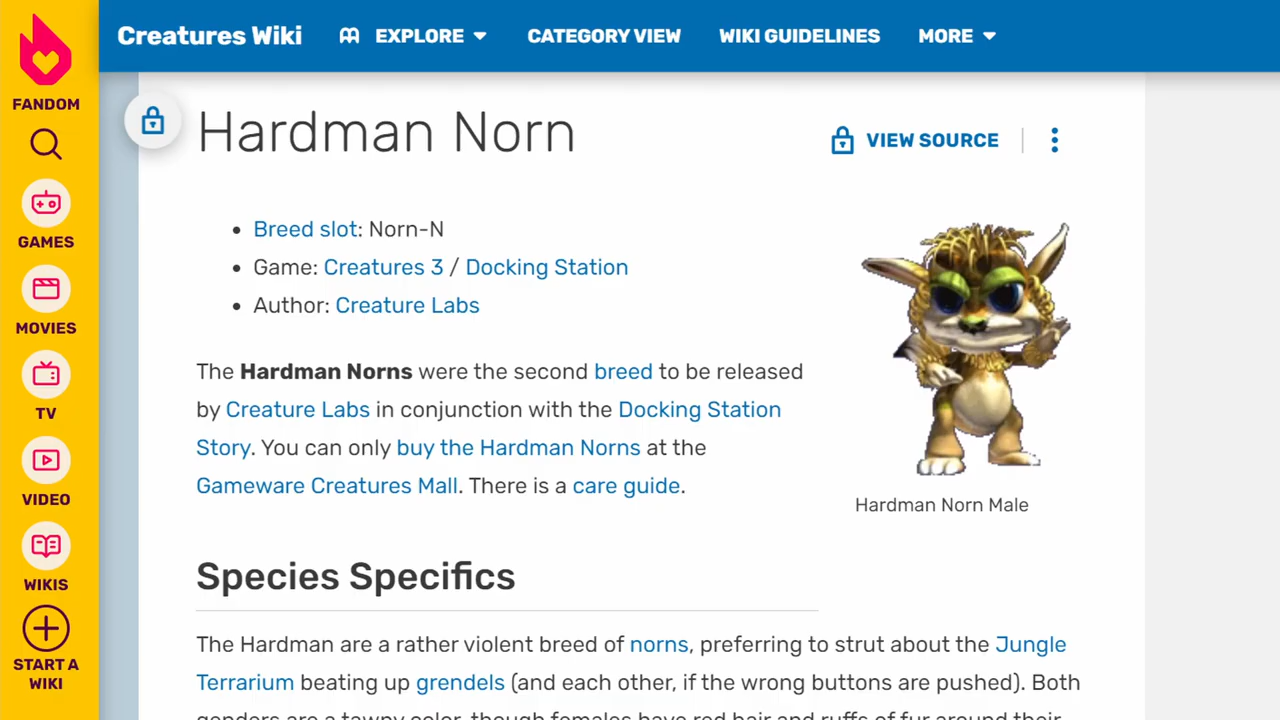 Creatures Wiki
EXPLORE
CATEGORY VIEW
WIKI GUIDELINES
MORE
FANDOM
GAMES
MOVIES
TV
VIDEO
WIKIS
START A
WIKI
Hardman Norn
VIEW SOURCE
• Breed slot: Norn-N
• Game: Creatures 3 / Docking Station
• Author: Creature Labs
The Hardman Norns were the second breed to be released
by Creature Labs in conjunction with the Docking Station
Story. You can only buy the Hardman Norns at the
Gameware Creatures Mall. There is a care guide.
Hardman Norn Male
Species Specifics
The Hardman are a rather violent breed of norns, preferring to strut about the Jungle
Terrarium beating up grendels (and each other, if the wrong buttons are pushed). Both
genders are a tawny color, though females have red hair and ruffs of fur around their